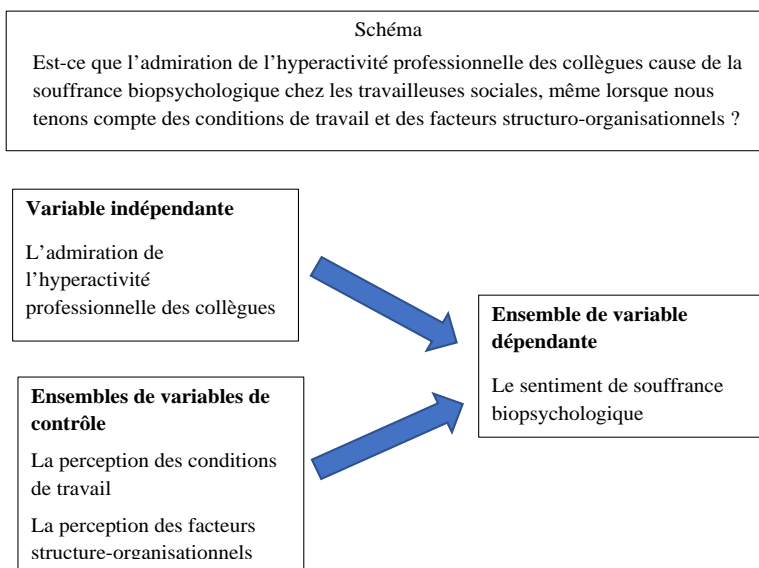 Schéma
Est-ce que l’admiration de l’hyperactivité professionnelle des collègues cause de la
souffrance biopsychologique chez les travailleuses sociales, même lorsque nous
tenons compte des conditions de travail et des facteurs structuro-organisationnels ?
Variable indépendante
L’admiration de
l’hyperactivité
professionnelle des collègues
Ensembles de variables de
contrôle
La perception des conditions
de travail
La perception des facteurs
structure-organisationnels
Ensemble de variable
dépendante
Le sentiment de souffrance
biopsychologique